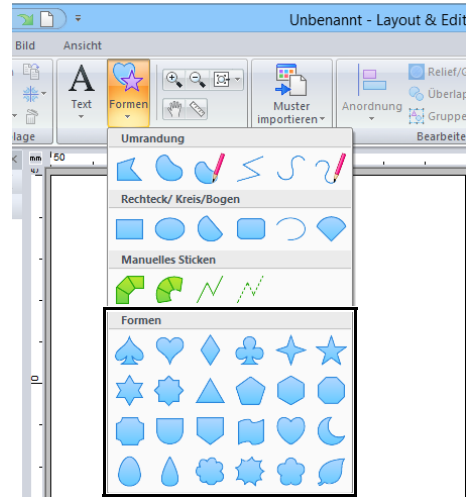 Unbenannt - Layout & Edit
Bild Ansicht
Text
Formen
Muster
importieren
Anordnung
Relief/
Überlap
Gruppe
lage
Bearbeite
Umrandung
mm 50
Rechteck/ Kreis/Bogen
Manuelles Sticken
Formen
0